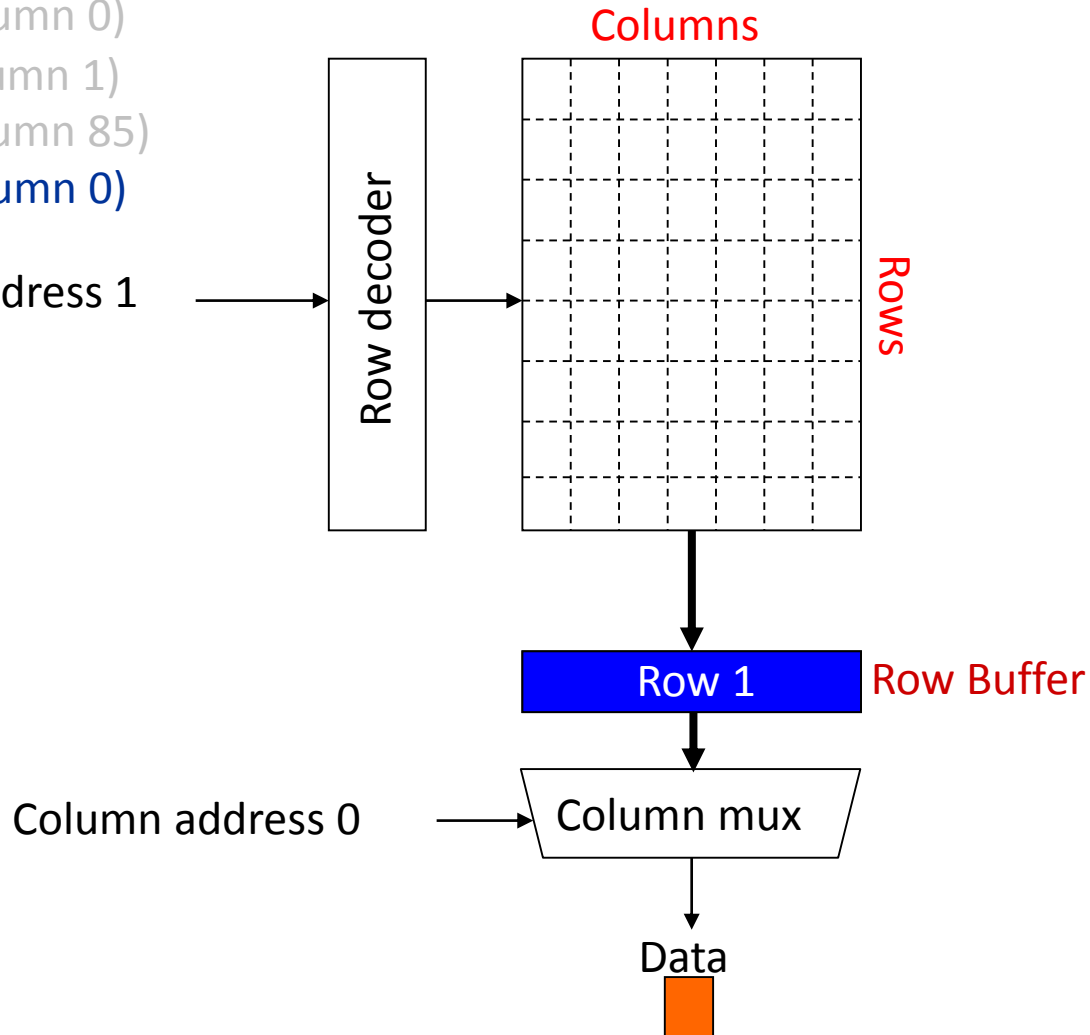 umn 0)
umn 1)
umn 85)
umn 0)
dress 1
Columns
Row decoder
Rows
Row 1
Row Buffer
Column address 0
Column mux
Data